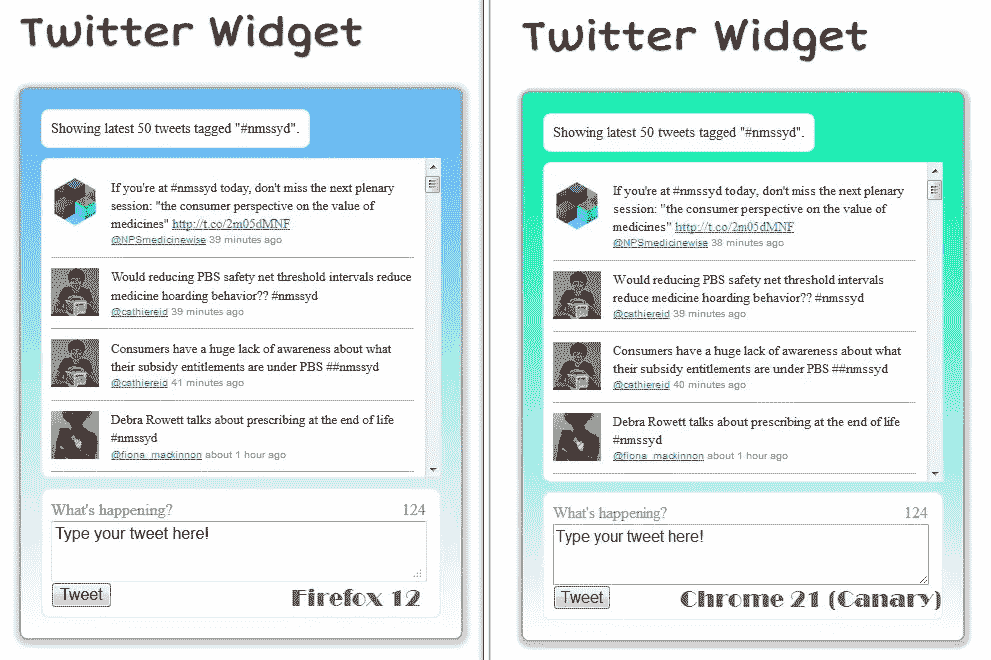 Twitter Widget
Showing latest 50 tweets tagged "#nmssyd".
If you're at #nmssyd today, don't miss the next plenary
session: "the consumer perspective on the value of
medicines" http://t.co/2m05dMNF
@NPSmedicinewise 39 minutes ago
Would reducing PBS safety net threshold intervals reduce
medicine hoarding behavior?? #nmssyd
@cathiereid 39 minutes ago
Consumers have a huge lack of awareness about what
their subsidy entitlements are under PBS ##nmssyd
@cathiereid 41 minutes ago
Debra Rowett talks about prescribing at the end of life
#nmssyd
@fiona_mackinnon about 1 hour ago
What's happening? 124
Type your tweet here!
Tweet
Firefox 12
Twitter Widget
Showing latest 50 tweets tagged "#nmssyd".
If you're at #nmssyd today, don't miss the next plenary
session: "the consumer perspective on the value of
medicines" http://t.co/2m05dMNF
@NPSmedicinewise 38 minutes ago
Would reducing PBS safety net threshold intervals
reduce medicine hoarding behavior?? #nmssyd
@cathiereid 39 minutes ago
Consumers have a huge lack of awareness about what
their subsidy entitlements are under PBS ##nmssyd
@cathiereid 40 minutes ago
Debra Rowett talks about prescribing at the end of life
#nmssyd
@fiona_mackinnon about 1 hour ago
What's happening? 124
Type your tweet here!
Tweet
Chrome 21 (Canary)